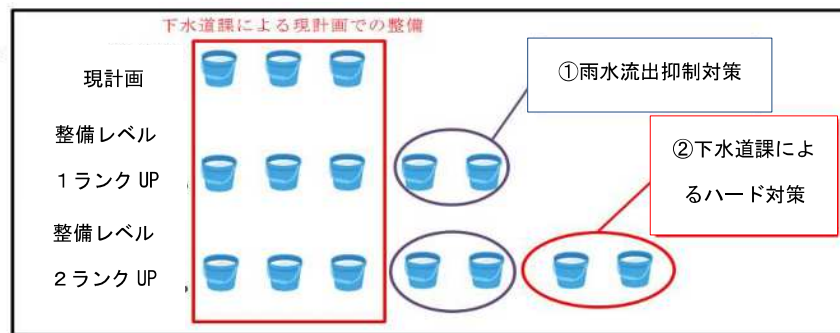 下水道課による現計画での整備
現計画
①雨水流出抑制対策
整備レベル
1ランクUP
②下水道課によ
るハード対策
整備レベル
2ランクUP